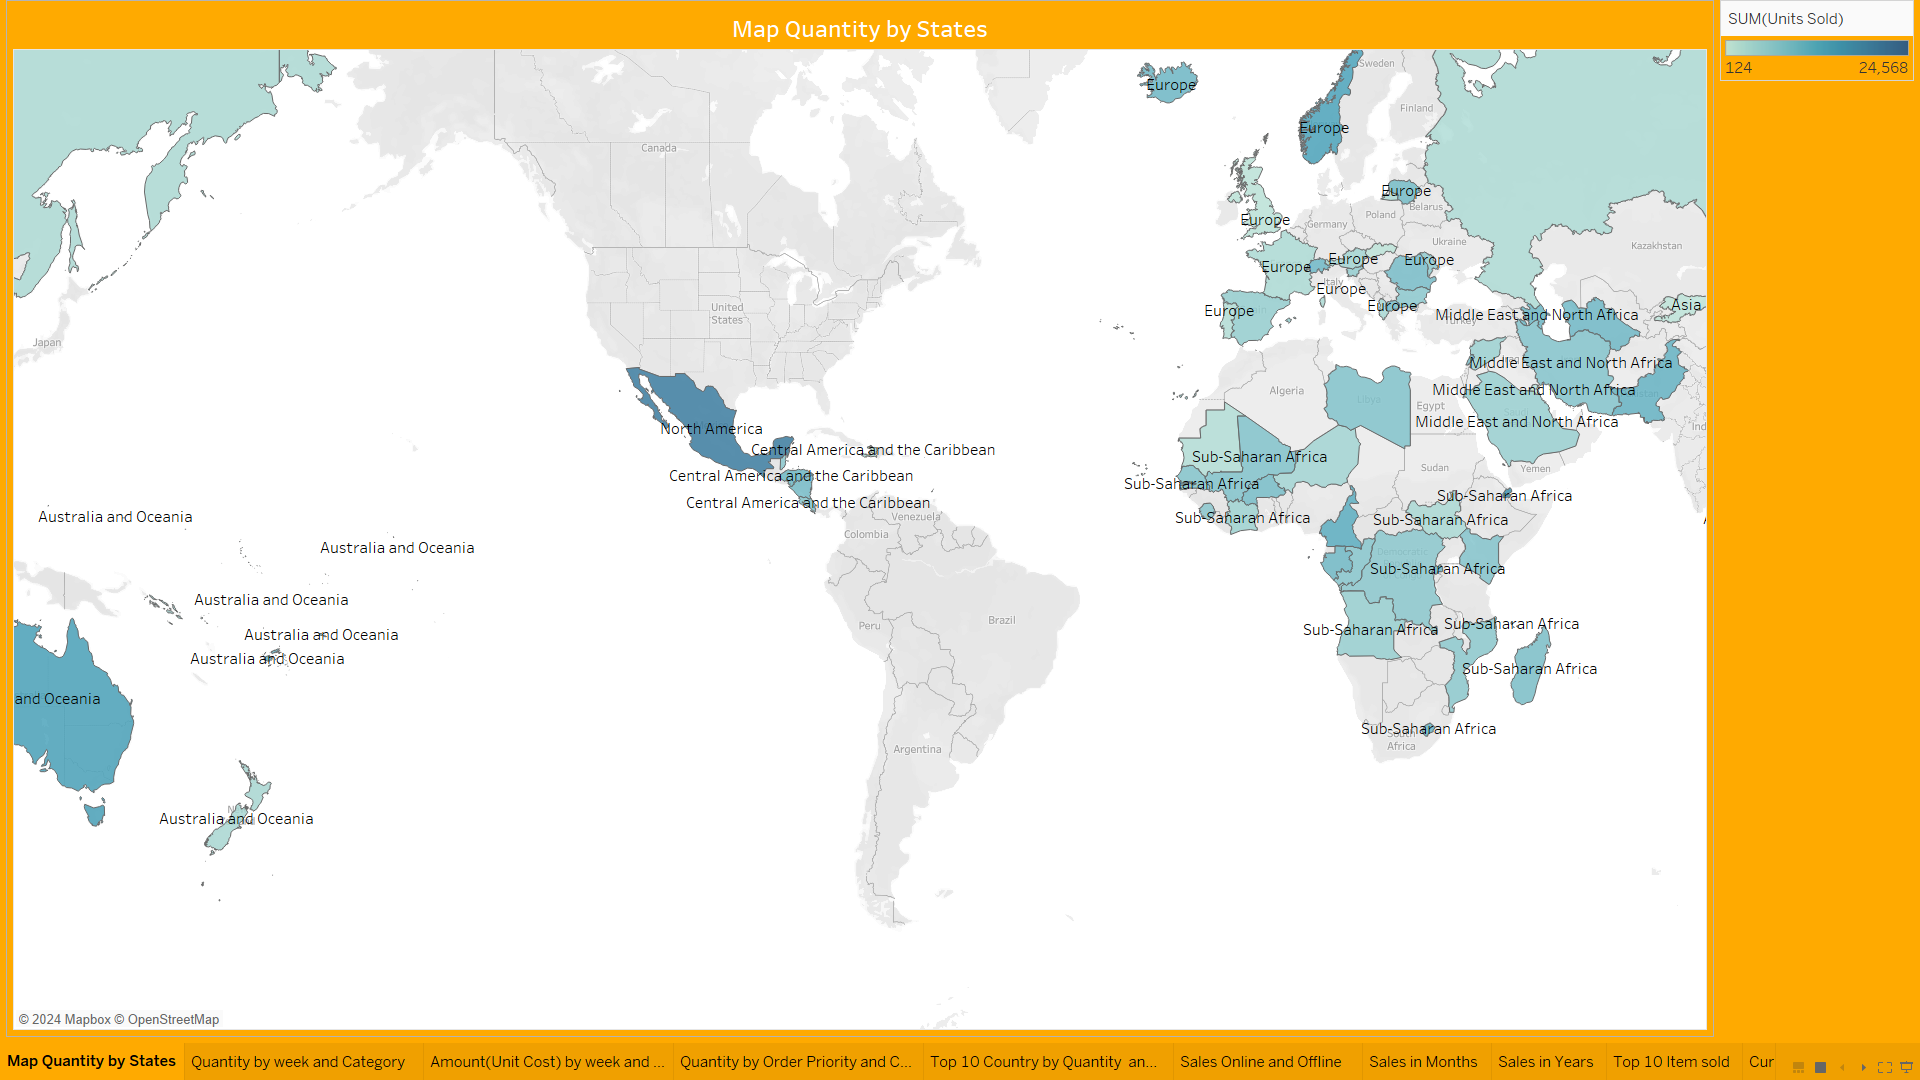 Map Quantity by States
SUM(Units Sold)
124
24,568
Sweden
Europe
Finland
Europe
Canada
Europe
Belarus
Europe
Germany
Poland
Ukraine
Kazakhstan
Europe
Europe
Europe
Italy
Europe
Europe
Europe
Asia
United
States
Middle East and North Africa
Turkey
Japan
Middle East and North Africa
Algeria
Middle East and North Africa
Libya
Egypt
Middle East and North Africa
North America
Central America and the Caribbean
Sub-Saharan Africa
Sudan
Yemen
Central America and the Caribbean
Sub-Saharan Africa
Central America and the Caribbean
Sub-Saharan Africa
Australia and Oceania
Venezuela
Sub-Saharan Africa
Sub-Saharan Africa
Colombia
Australia and Oceania
Democratic
Sub-Saharan Africa
Australia and Oceania
Brazil
Peru
Sub-Saharan Africa
Sub-Saharan Africa
Australia and Oceania
Australia and Oceania
Sub-Saharan Africa
and Oceania
Sub-Saharan Africa
South
Africa
Argentina
Australia and Oceania
© 2024 Mapbox © OpenStreetMap
Map Quantity by States
Quantity by week and Category
Amount(Unit Cost) by week and ...
Quantity by Order Priority and C...
Top 10 Country by Quantity an...
Sales Online and Offline
Sales in Months
Sales in Years
Top 10 Item sold
Cur